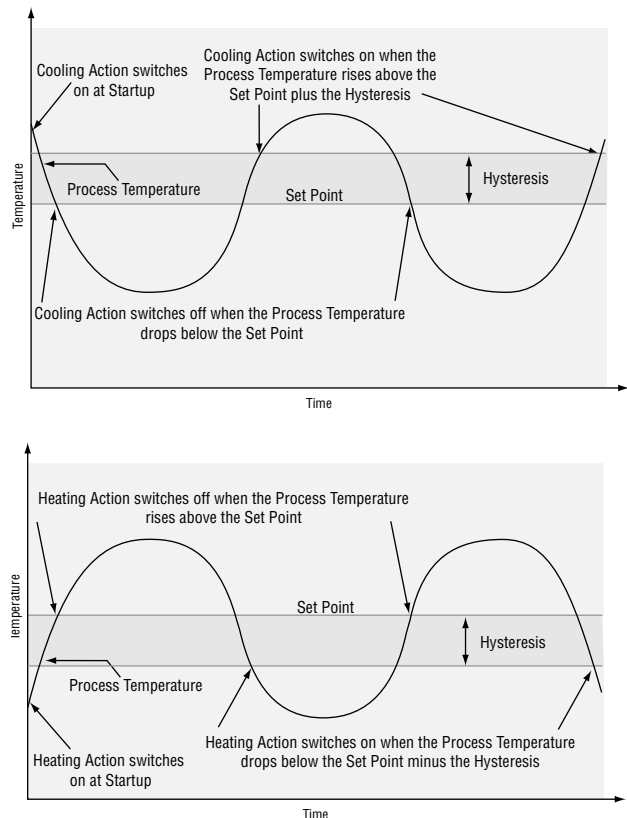 Cooling Action switches
on at Startup
Cooling Action switches on when the
Process Temperature rises above the
Set Point plus the Hysteresis
Process Temperature
Set Point
Hysteresis
Temperature
Cooling Action switches off when the Process Temperature
drops below the Set Point
Time
Heating Action switches off when the Process Temperature
rises above the Set Point
Set Point
Hysteresis
Process Temperature
Temperature
Heating Action switches
on at Startup
Heating Action switches on when the Process Temperature
drops below the Set Point minus the Hysteresis
Time